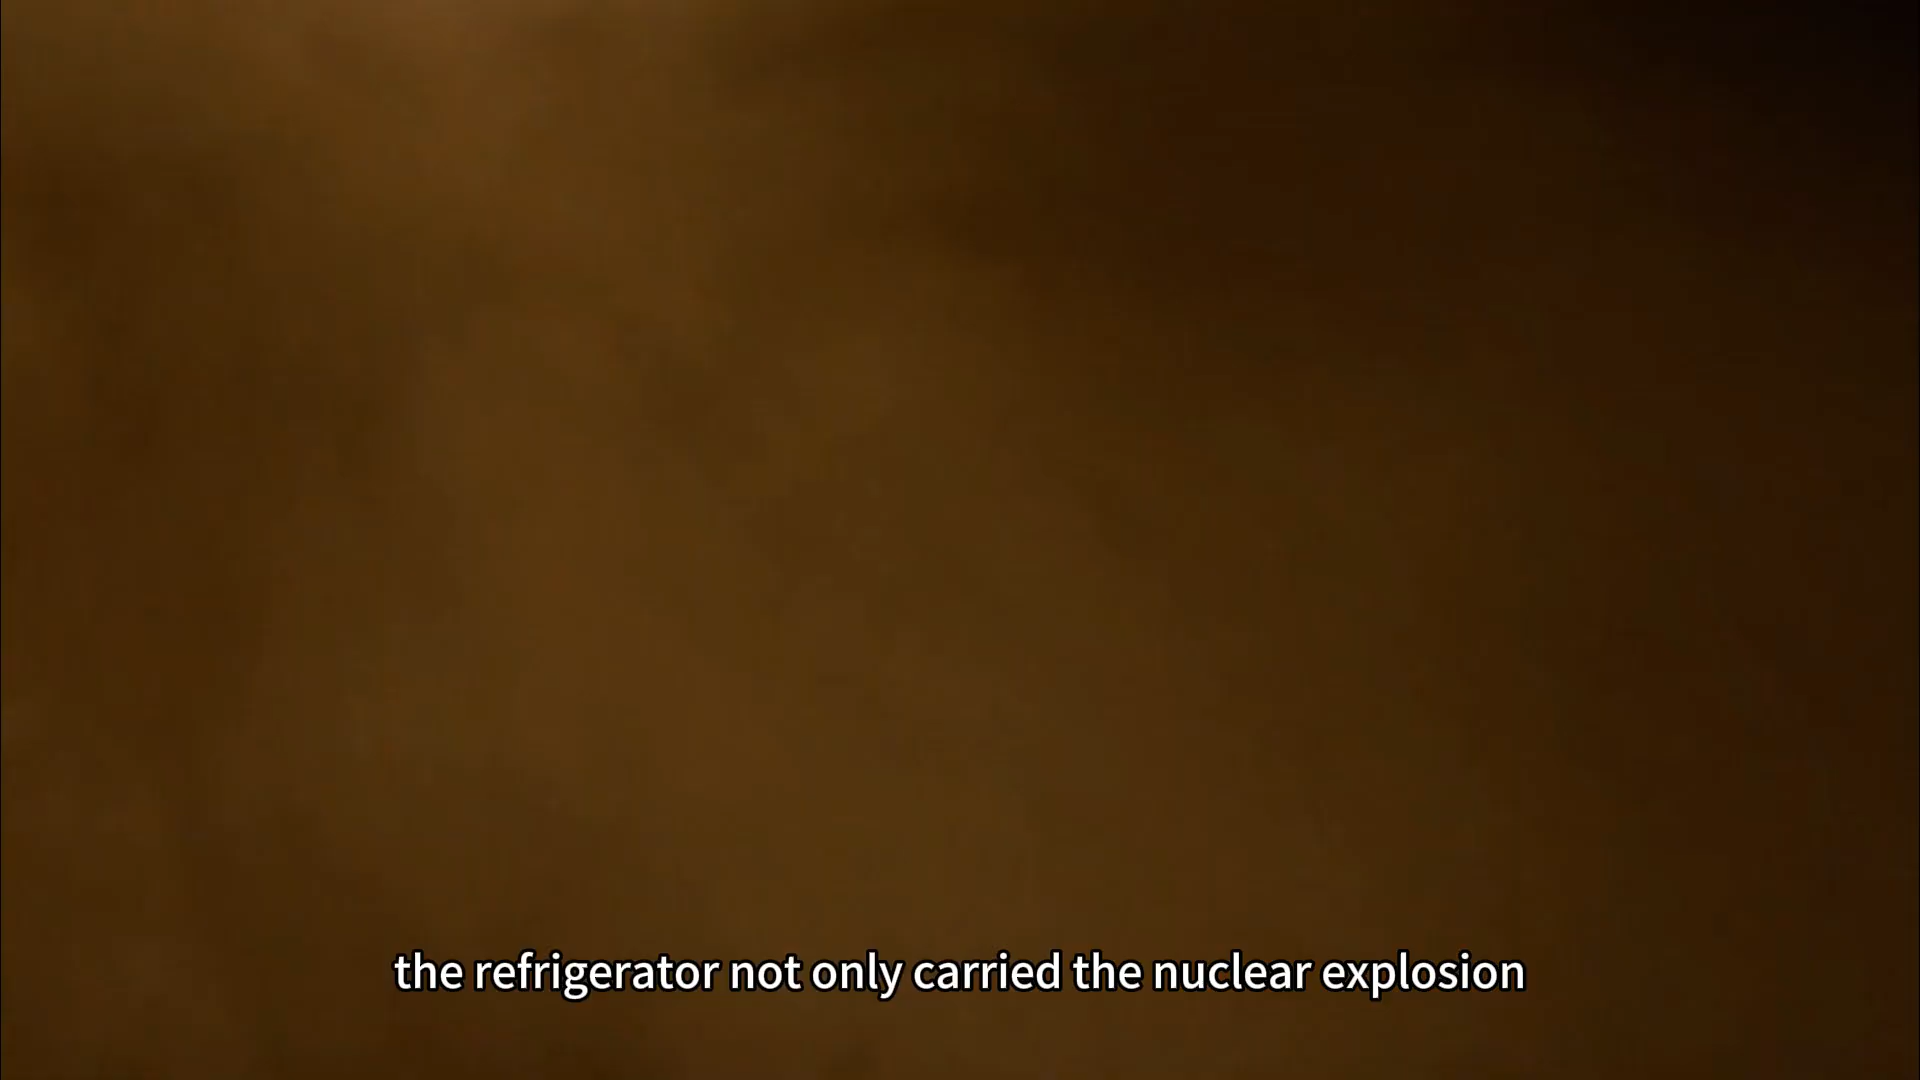 the refrigerator not only carried the nuclear explosion